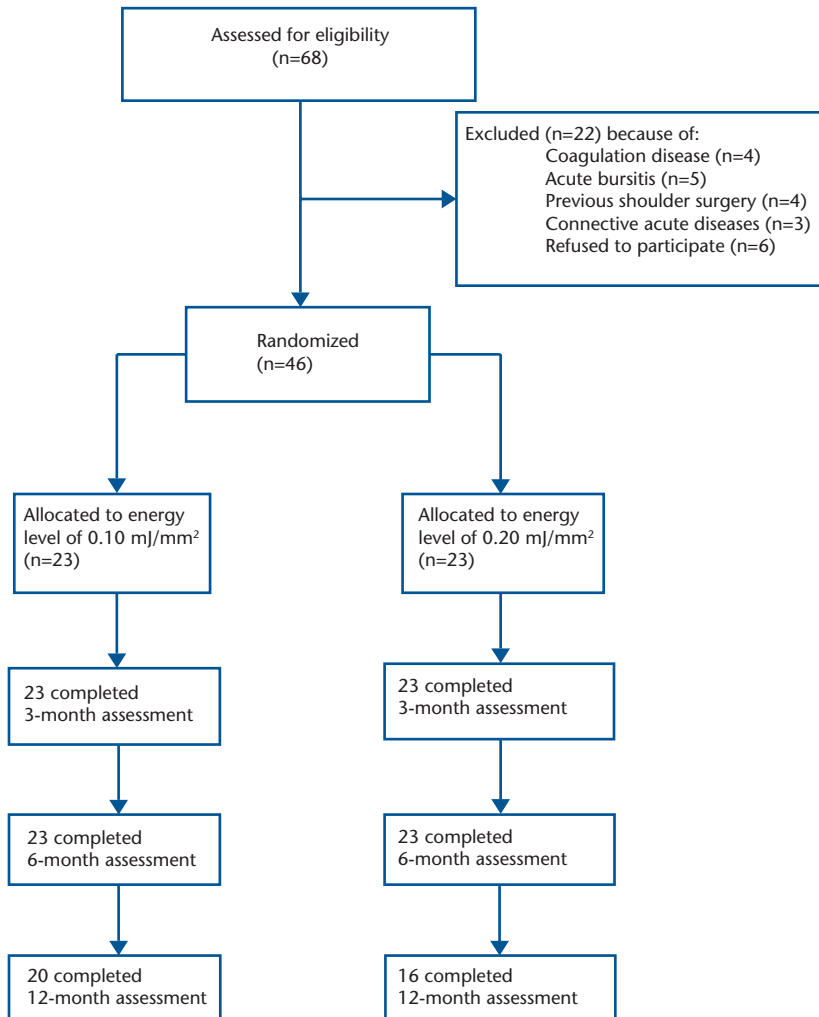 Assessed for eligibility
(n=68)
Excluded (n=22) because of:
Coagulation disease (n=4)
Acute bursitis (n=5)
Previous shoulder surgery (n=4)
Connective acute diseases (n=3)
Refused to participate (n=6)
Randomized
(n=46)
Allocated to energy
level of 0.10 mJ/mm²
(n=23)
Allocated to energy
level of 0.20 mJ/mm²
(n=23)
23 completed
3-month assessment
23 completed
3-month assessment
23 completed
6-month assessment
23 completed
6-month assessment
20 completed
12-month assessment
16 completed
12-month assessment